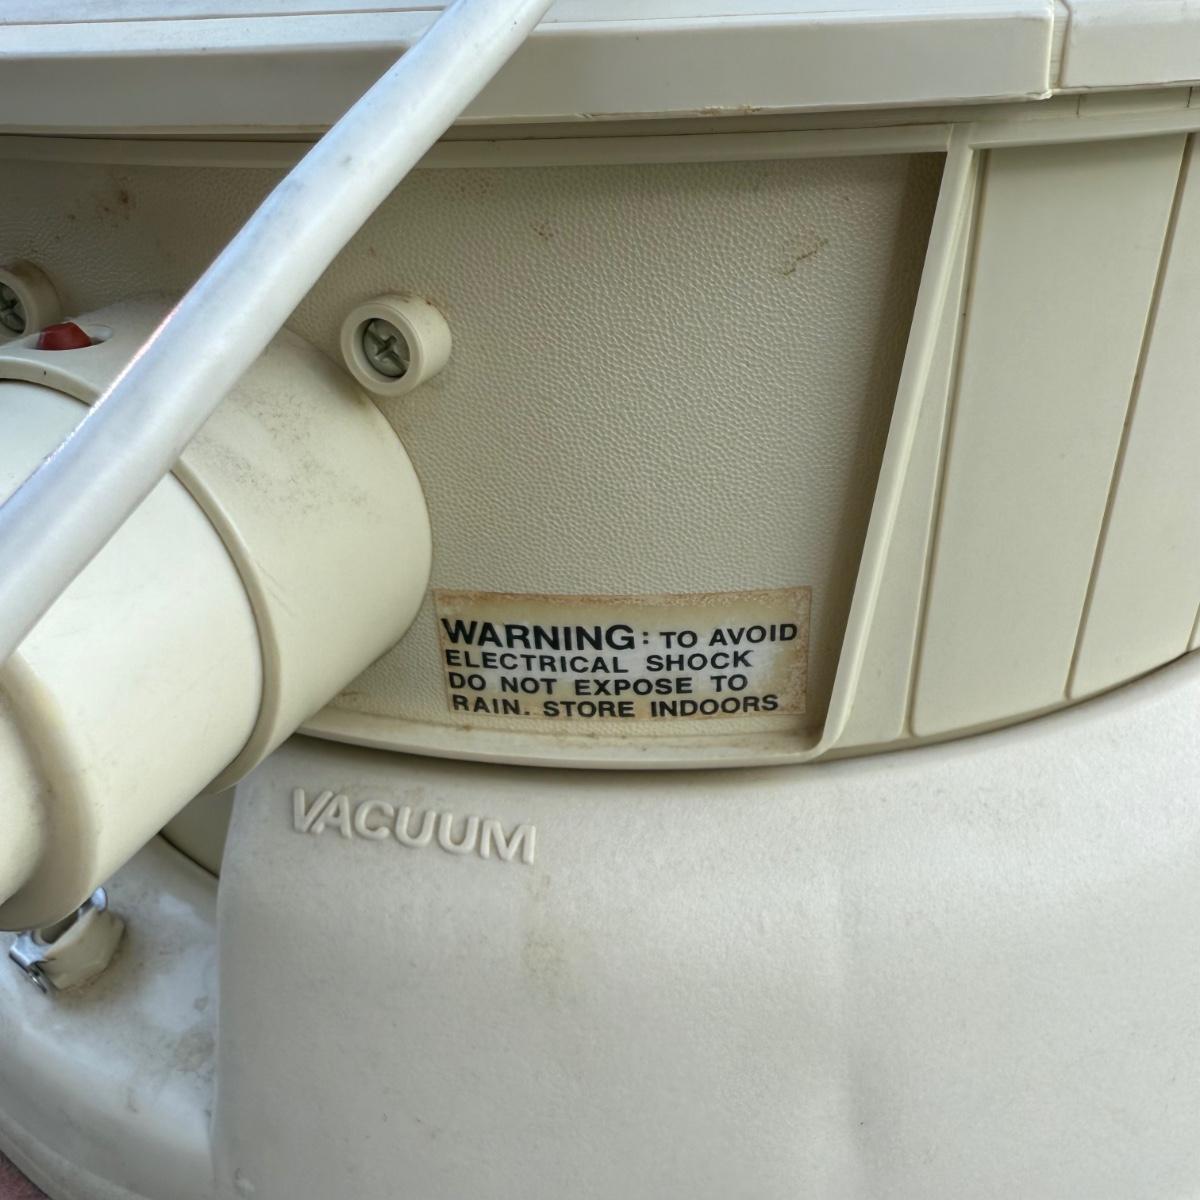 WARNING: TO AVOID
ELECTRICAL SHOCK
DO NOT EXPOSE TO
RAIN. STORE INDOORS
VACUUM